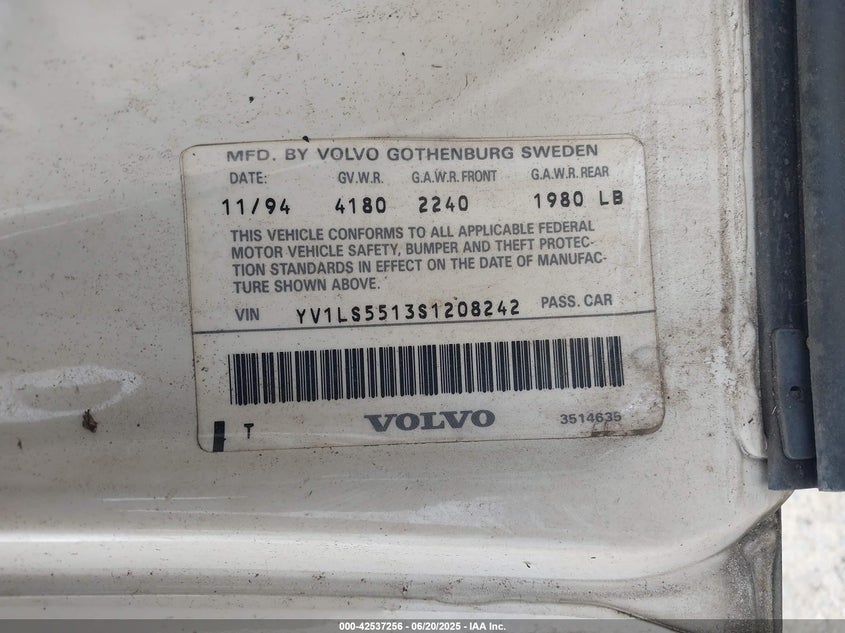 MFD. BY VOLVO GOTHENBURG SWEDEN
DATE: GV.W.R. G.A.W.R. FRONT G.A.W.R. REAR
11/94 4180 2240 1980 LB
THIS VEHICLE CONFORMS TO ALL APPLICABLE FEDERAL
MOTOR VEHICLE SAFETY, BUMPER AND THEFT PROTEC-
TION STANDARDS IN EFFECT ON THE DATE OF MANUFAC-
TURE SHOWN ABOVE.
VIN YV1LS5513S1208242 PASS. CAR
T VOLVO 3514635
000-42537256 - 06/20/2025 - IAA Inc.